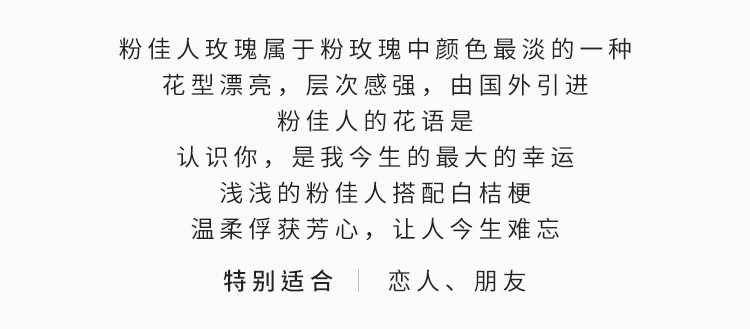 粉佳人玫瑰属于粉玫瑰中颜色最淡的一种
花型漂亮，层次感强，由国外引进
粉佳人的花语是
认识你，是我今生的最大的幸运
浅浅的粉佳人搭配白桔梗
温柔俘获芳心，让人今生难忘
特别适合｜恋人、朋友